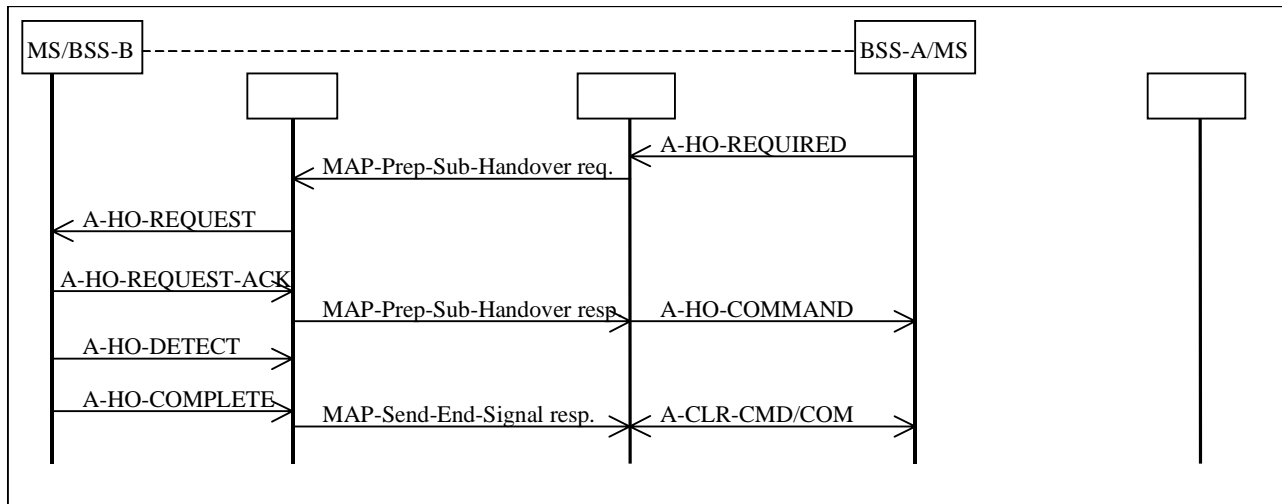 MS/BSS-B
BSS-A/MS
A-HO-REQUIRED
MAP-Prep-Sub-Handover req.
A-HO-REQUEST
A-HO-REQUEST-ACK
MAP-Prep-Sub-Handover resp
A-HO-COMMAND
A-HO-DETECT
A-HO-COMPLETE
MAP-Send-End-Signal resp.
A-CLR-CMD/COM